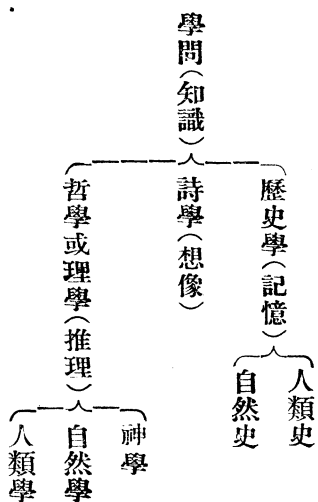 學問(知識)
歷史學(記憶)
詩學(想像)
哲學或理學(推理)
人類史
自然史
神學
自然學
人類學